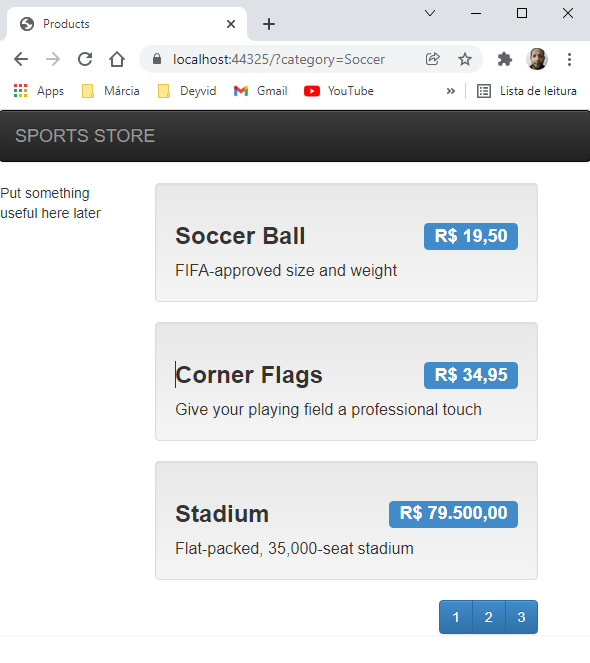 Products
localhost:44325/?category=Soccer
Apps Márcia Deyvid Gmail YouTube » Lista de leitura
SPORTS STORE
Put something
useful here later
Soccer Ball R$ 19,50
FIFA-approved size and weight
Corner Flags R$ 34,95
Give your playing field a professional touch
Stadium R$ 79.500,00
Flat-packed, 35,000-seat stadium
1 2 3